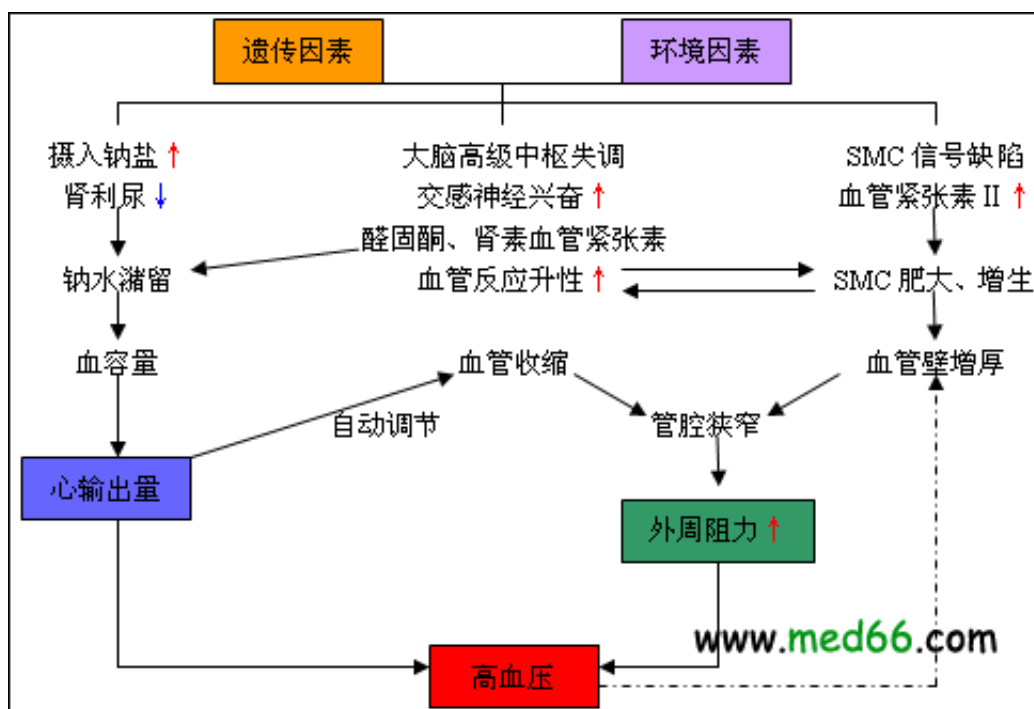 遗传因素
环境因素
摄入钠盐↑
大脑高级中枢失调
SMC 信号缺陷
肾利尿↓
交感神经兴奋↑
血管紧张素 II ↑
醛固酮、肾素血管紧张素
钠水潴留
血管反应升性↑
SMC 肥大、增生
血容量
血管收缩
血管壁增厚
自动调节
管腔狭窄
心输出量
外周阻力↑
www.med66.com
高血压